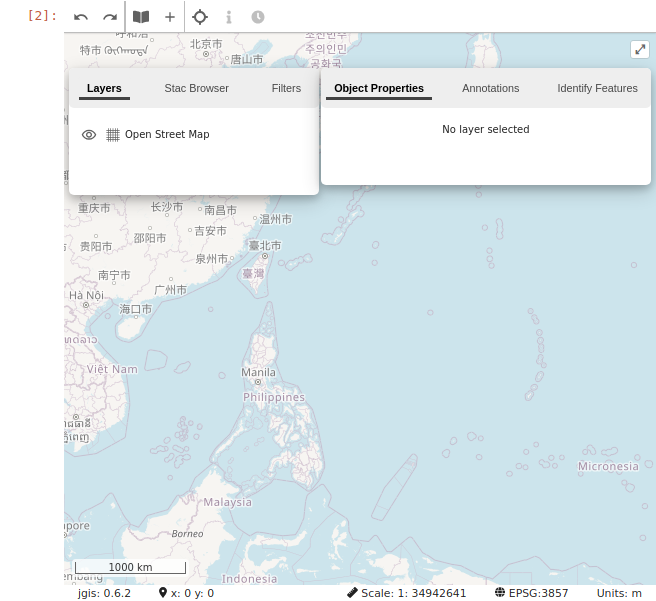 [2]:
特市
北京市
唐山市
조선민주
주의인민
공화국
Layers Stac Browser Filters
Object Properties Annotations Identify Features
Open Street Map
No layer selected
重庆市
长沙市
南昌市
温州市
贵阳市
邵阳市
吉安市
臺北市
泉州市
南宁市
臺灣
广州市
Hà Nội
海口市
Việt Nam
Manila
Philippines
Micronesia
Malaysia
Borneo
Indonesia
1000 km
jgis: 0.6.2 x: 0 y: 0 Scale: 1: 34942641 EPSG:3857 Units: m